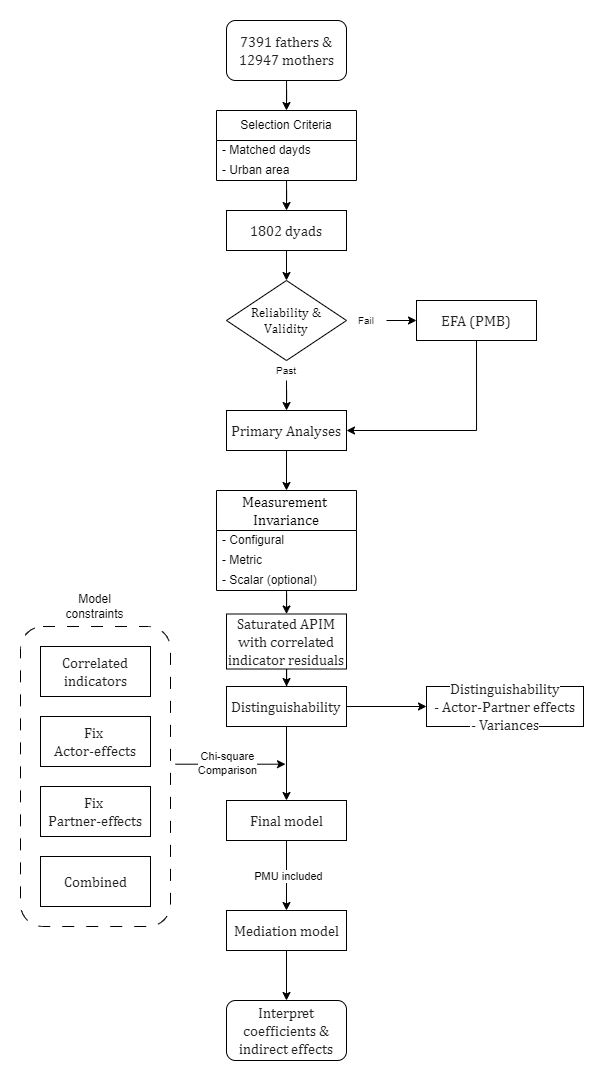 7391 fathers &
12947 mothers
Selection Criteria
- Matched dayds
- Urban area
1802 dyads
Reliability &
Validity
Fail
EFA (PMB)
Past
Primary Analyses
Measurement
Invariance
- Configural
- Metric
- Scalar (optional)
Model
constraints
Saturated APIM
with correlated
indicator residuals
Correlated
indicators
Distinguishability
Distinguishability
- Actor-Partner effects
- Variances
Fix
Actor-effects
Chi-square
Comparison
Fix
Partner-effects
Final model
Combined
PMU included
Mediation model
Interpret
coefficients &
indirect effects